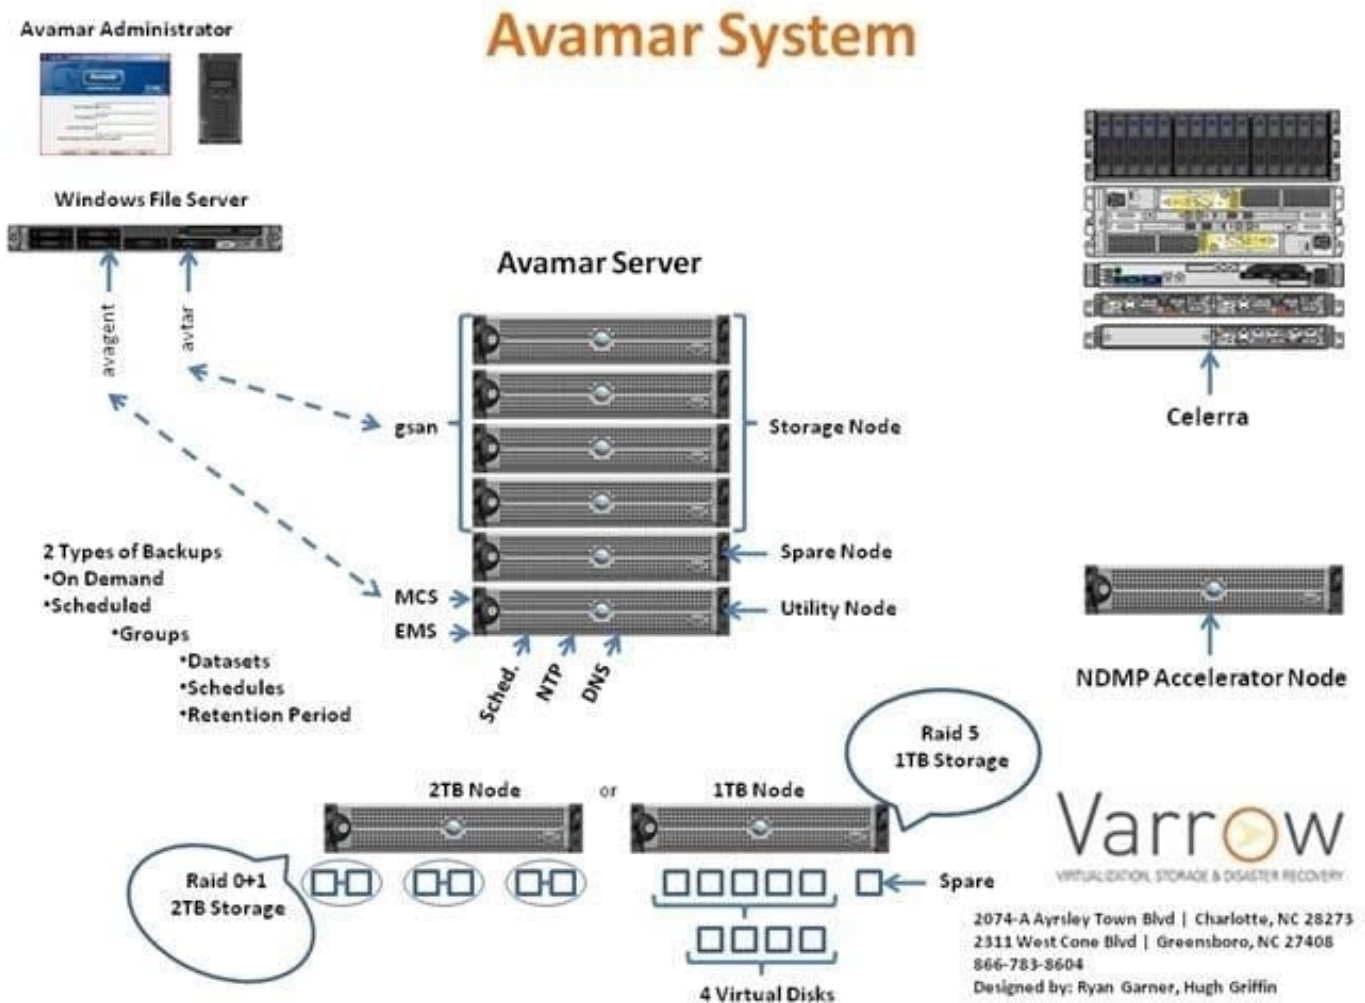 Avamar System
Avamar Administrator
Windows File Server
avagent
avtar
Avamar Server
gsan
Storage Node
Spare Node
MCS
EMS
Utility Node
Sched.
NTP
DNS
Celerra
NDMP Accelerator Node
2 Types of Backups
•On Demand
•Scheduled
•Groups
•Datasets
•Schedules
•Retention Period
Raid 5
1TB Storage
2TB Node
or
1TB Node
Raid 0+1
2TB Storage
Spare
4 Virtual Disks
Varrow
VIRTUALIZATION, STORAGE & DISASTER RECOVERY
2074-A Ayrsley Town Blvd | Charlotte, NC 28273
2311 West Cone Blvd | Greensboro, NC 27408
866-783-8604
Designed by: Ryan Garner, Hugh Griffin